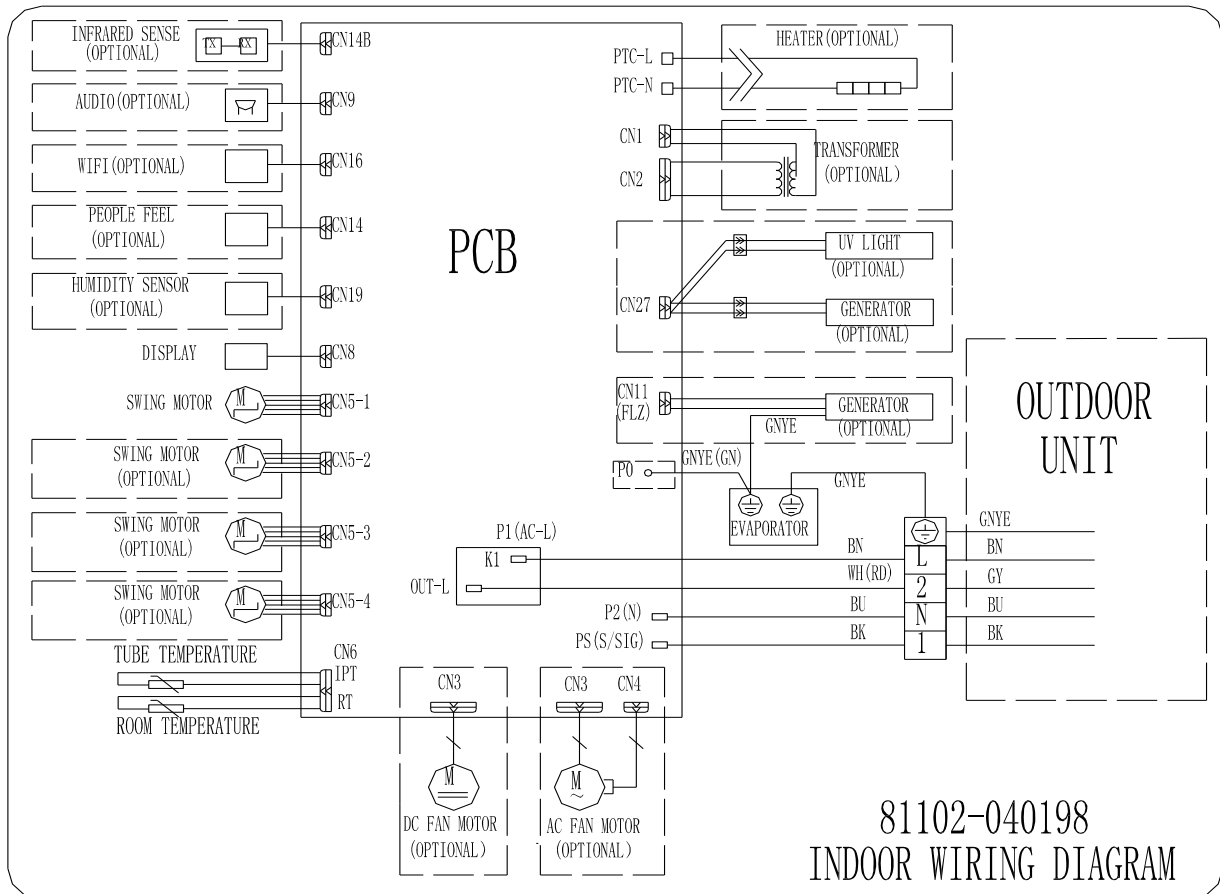 INFRARED SENSE
(OPTIONAL)
TX RX
CN14B
AUDIO(OPTIONAL)
CN9
WIFI(OPTIONAL)
CN16
PEOPLE FEEL
(OPTIONAL)
CN14
HUMIDITY SENSOR
(OPTIONAL)
CN19
DISPLAY
CN8
SWING MOTOR
M
CN5-1
SWING MOTOR
(OPTIONAL)
M
CN5-2
SWING MOTOR
(OPTIONAL)
M
CN5-3
SWING MOTOR
(OPTIONAL)
M
CN5-4
TUBE TEMPERATURE
CN6
IPT
RT
ROOM TEMPERATURE
PCB
PTC-L
PTC-N
HEATER(OPTIONAL)
CN1
CN2
TRANSFORMER
(OPTIONAL)
CN27
UV LIGHT
(OPTIONAL)
GENERATOR
(OPTIONAL)
CN11
(FLZ)
GENERATOR
(OPTIONAL)
GNYE
P0
GNYE(GN)
GNYE
EVAPORATOR
P1(AC-L)
K1
OUT-L
P2(N)
PS(S/SIG)
BN
WH(RD)
BU
BK
L
2
N
1
GNYE
BN
GY
BU
BK
OUTDOOR
UNIT
CN3
M
DC FAN MOTOR
(OPTIONAL)
CN3 CN4
M
~
AC FAN MOTOR
(OPTIONAL)
81102-040198
INDOOR WIRING DIAGRAM